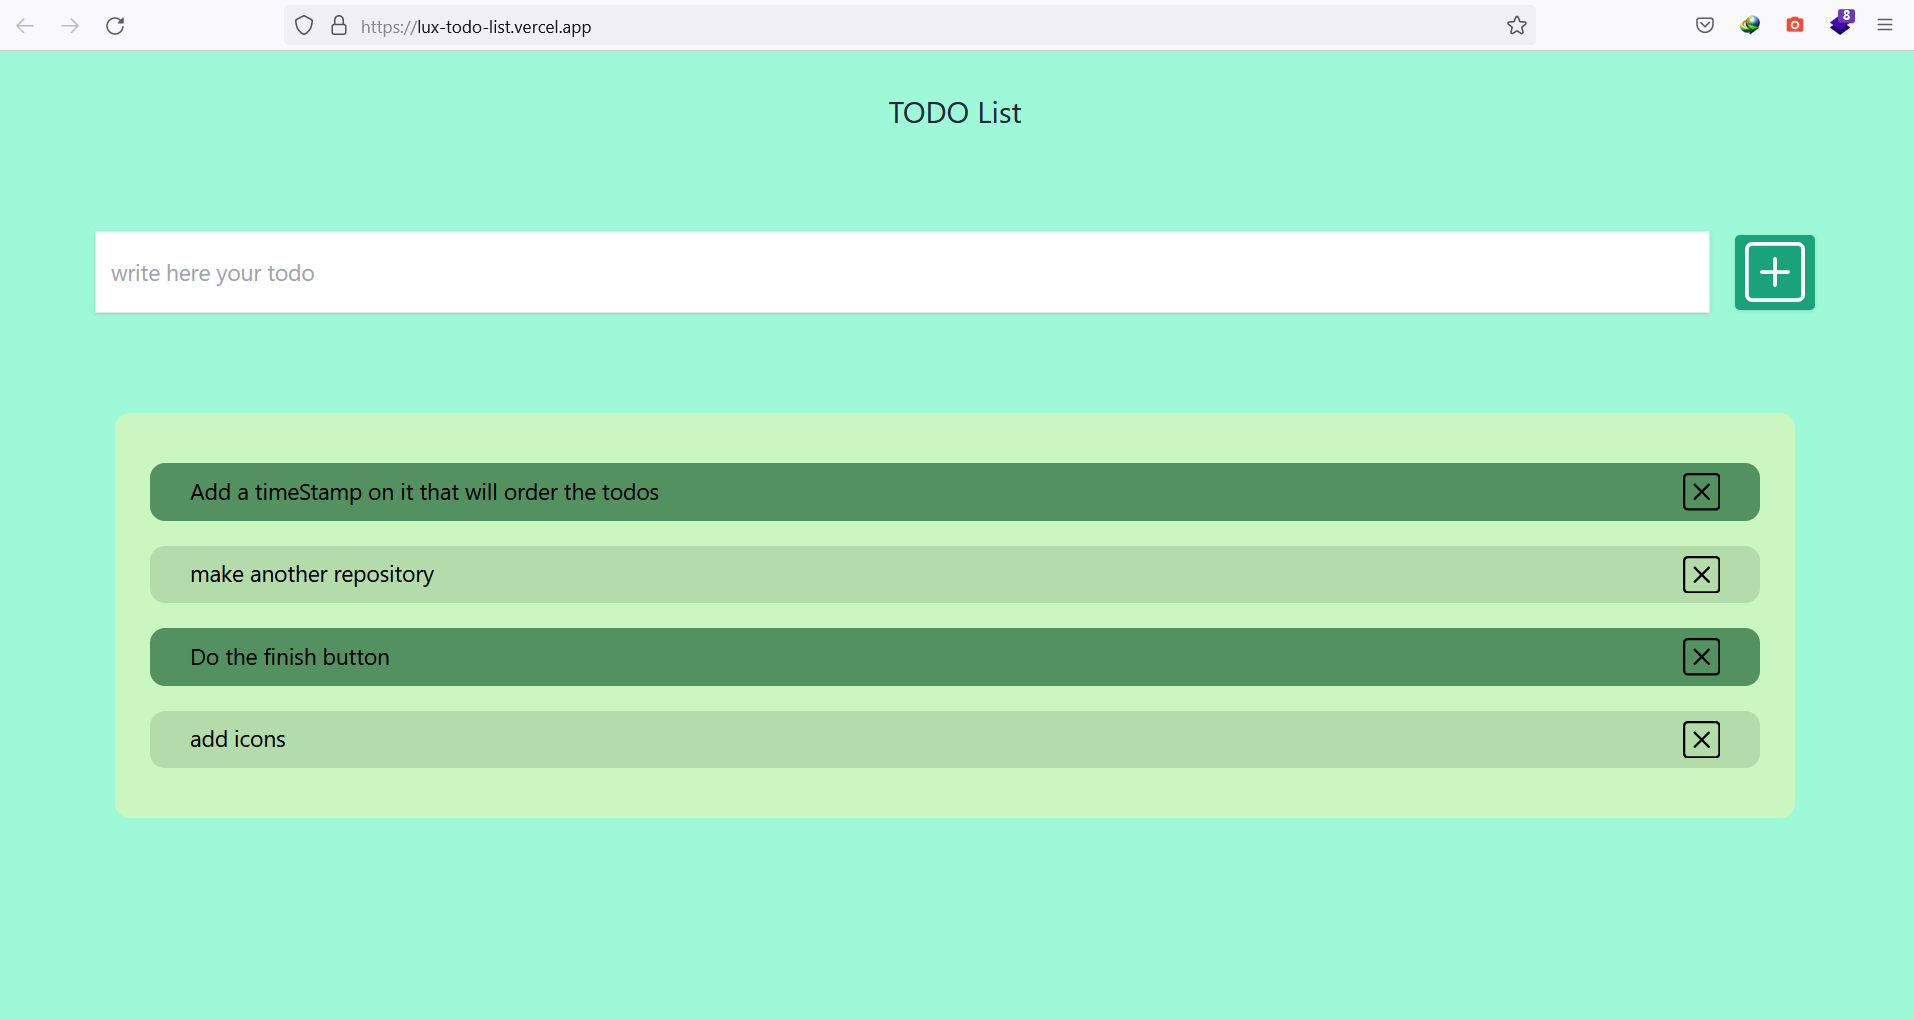 https://lux-todo-list.vercel.app
8
TODO List
write here your todo
Add a timeStamp on it that will order the todos
make another repository
Do the finish button
add icons